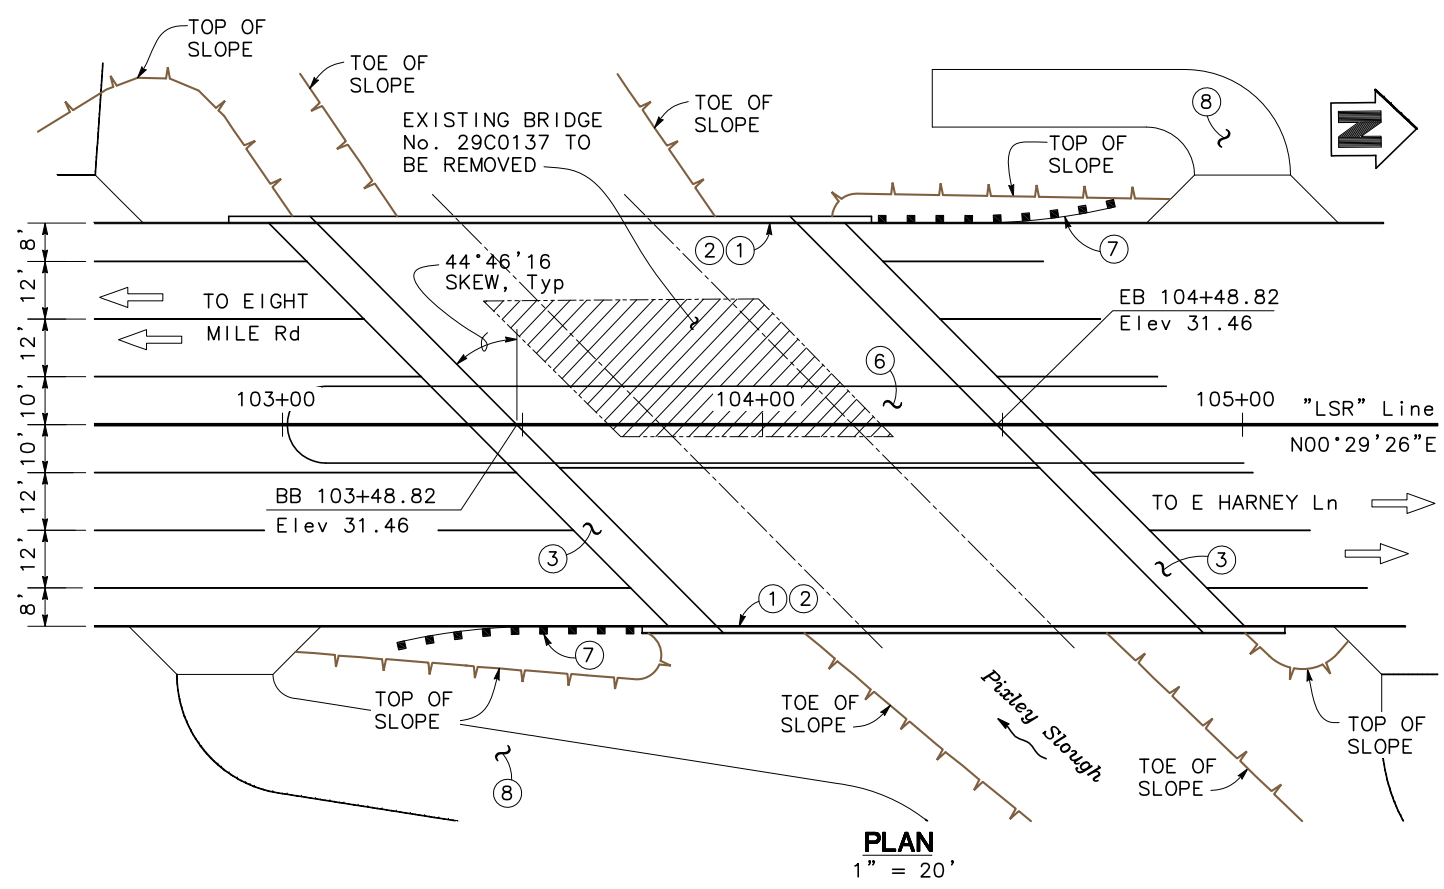 TOP OF
SLOPE
TOE OF
SLOPE
EXISTING BRIDGE
No. 29C0137 TO
BE REMOVED
TOE OF
SLOPE
8
TOP OF
SLOPE
N
7
2 1
44°46'16
SKEW, Typ
8'
12'
12'
10'
10'
12'
12'
8'
TO EIGHT
MILE Rd
EB 104+48.82
Elev 31.46
6
103+00
104+00
105+00
"LSR" Line
N00°29'26"E
BB 103+48.82
Elev 31.46
TO E HARNEY Ln
3
3
1 2
7
TOP OF
SLOPE
TOE OF
SLOPE
Pixley Slough
TOE OF
SLOPE
TOP OF
SLOPE
8
PLAN
1" = 20'